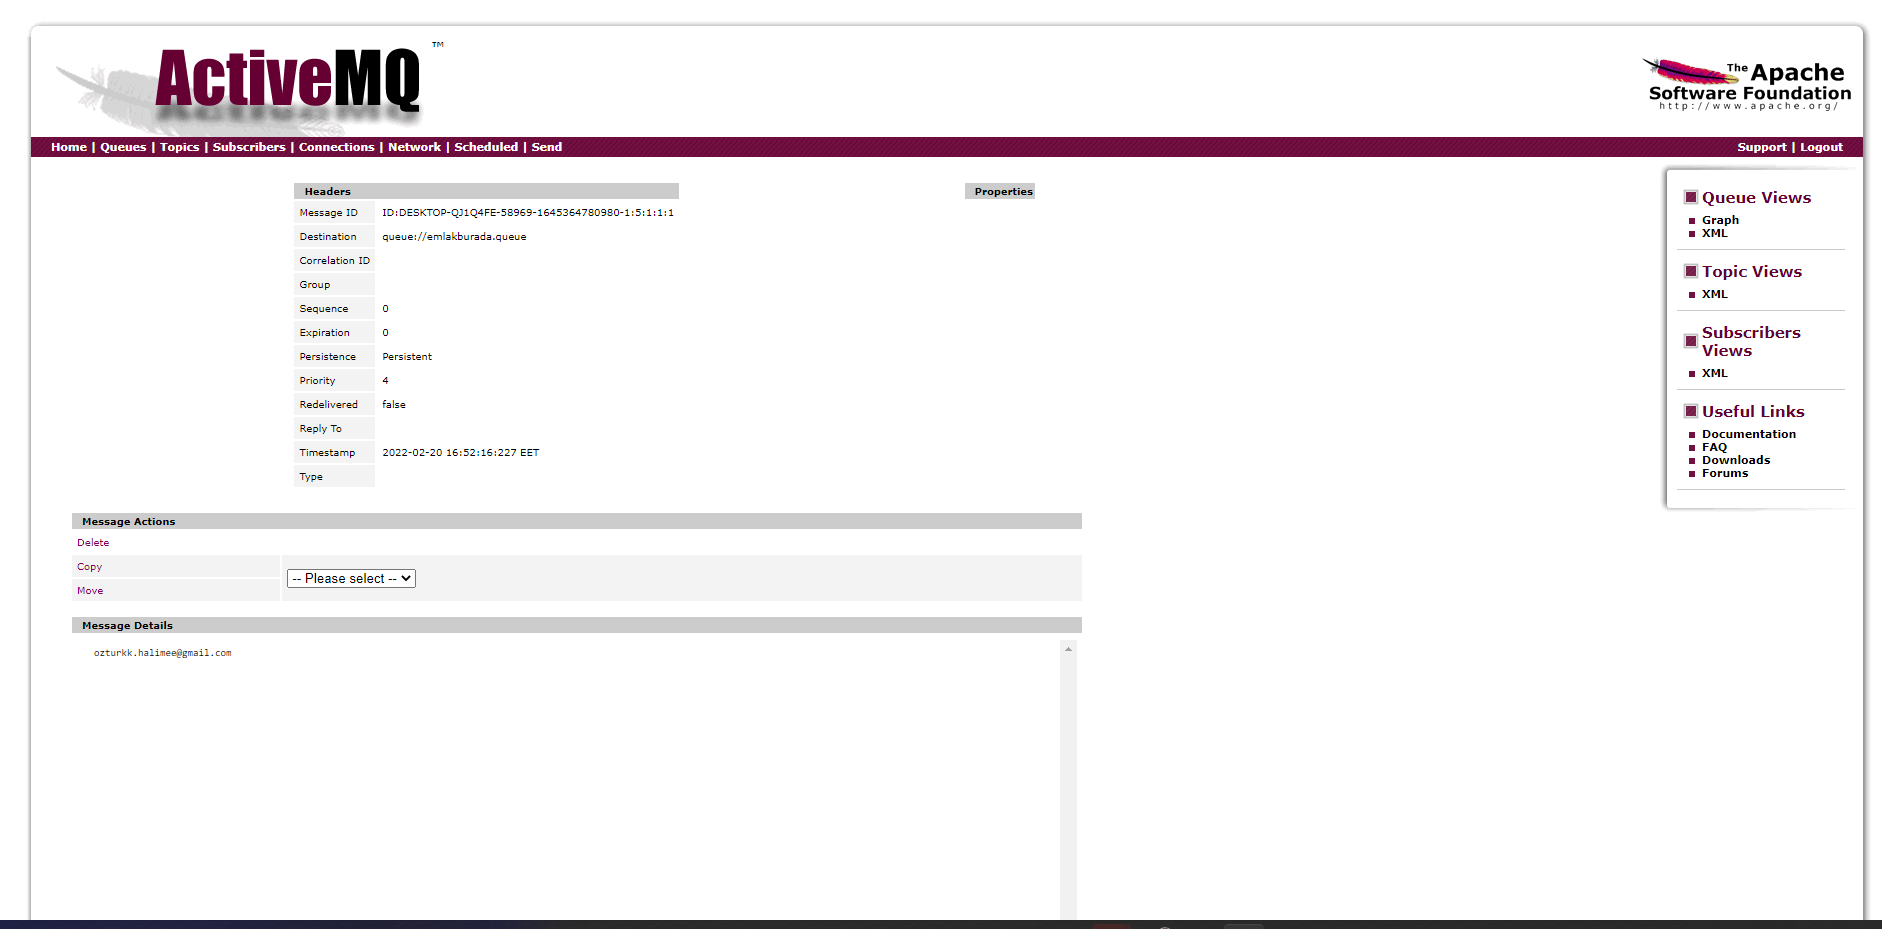 ActiveMQ ™
The Apache
Software Foundation
http://www.apache.org/
Home | Queues | Topics | Subscribers | Connections | Network | Scheduled | Send
Support | Logout
Headers
Message ID ID:DESKTOP-QJ1Q4FE-58969-1645364780980-1:5:1:1:1
Destination queue://emlakburada.queue
Correlation ID
Group
Sequence 0
Expiration 0
Persistence Persistent
Priority 4
Redelivered false
Reply To
Timestamp 2022-02-20 16:52:16:227 EET
Type
Properties
Message Actions
Delete
Copy
-- Please select --
Move
Message Details
ozturkk.halimee@gmail.com
Queue Views
Graph
XML
Topic Views
XML
Subscribers
Views
XML
Useful Links
Documentation
FAQ
Downloads
Forums